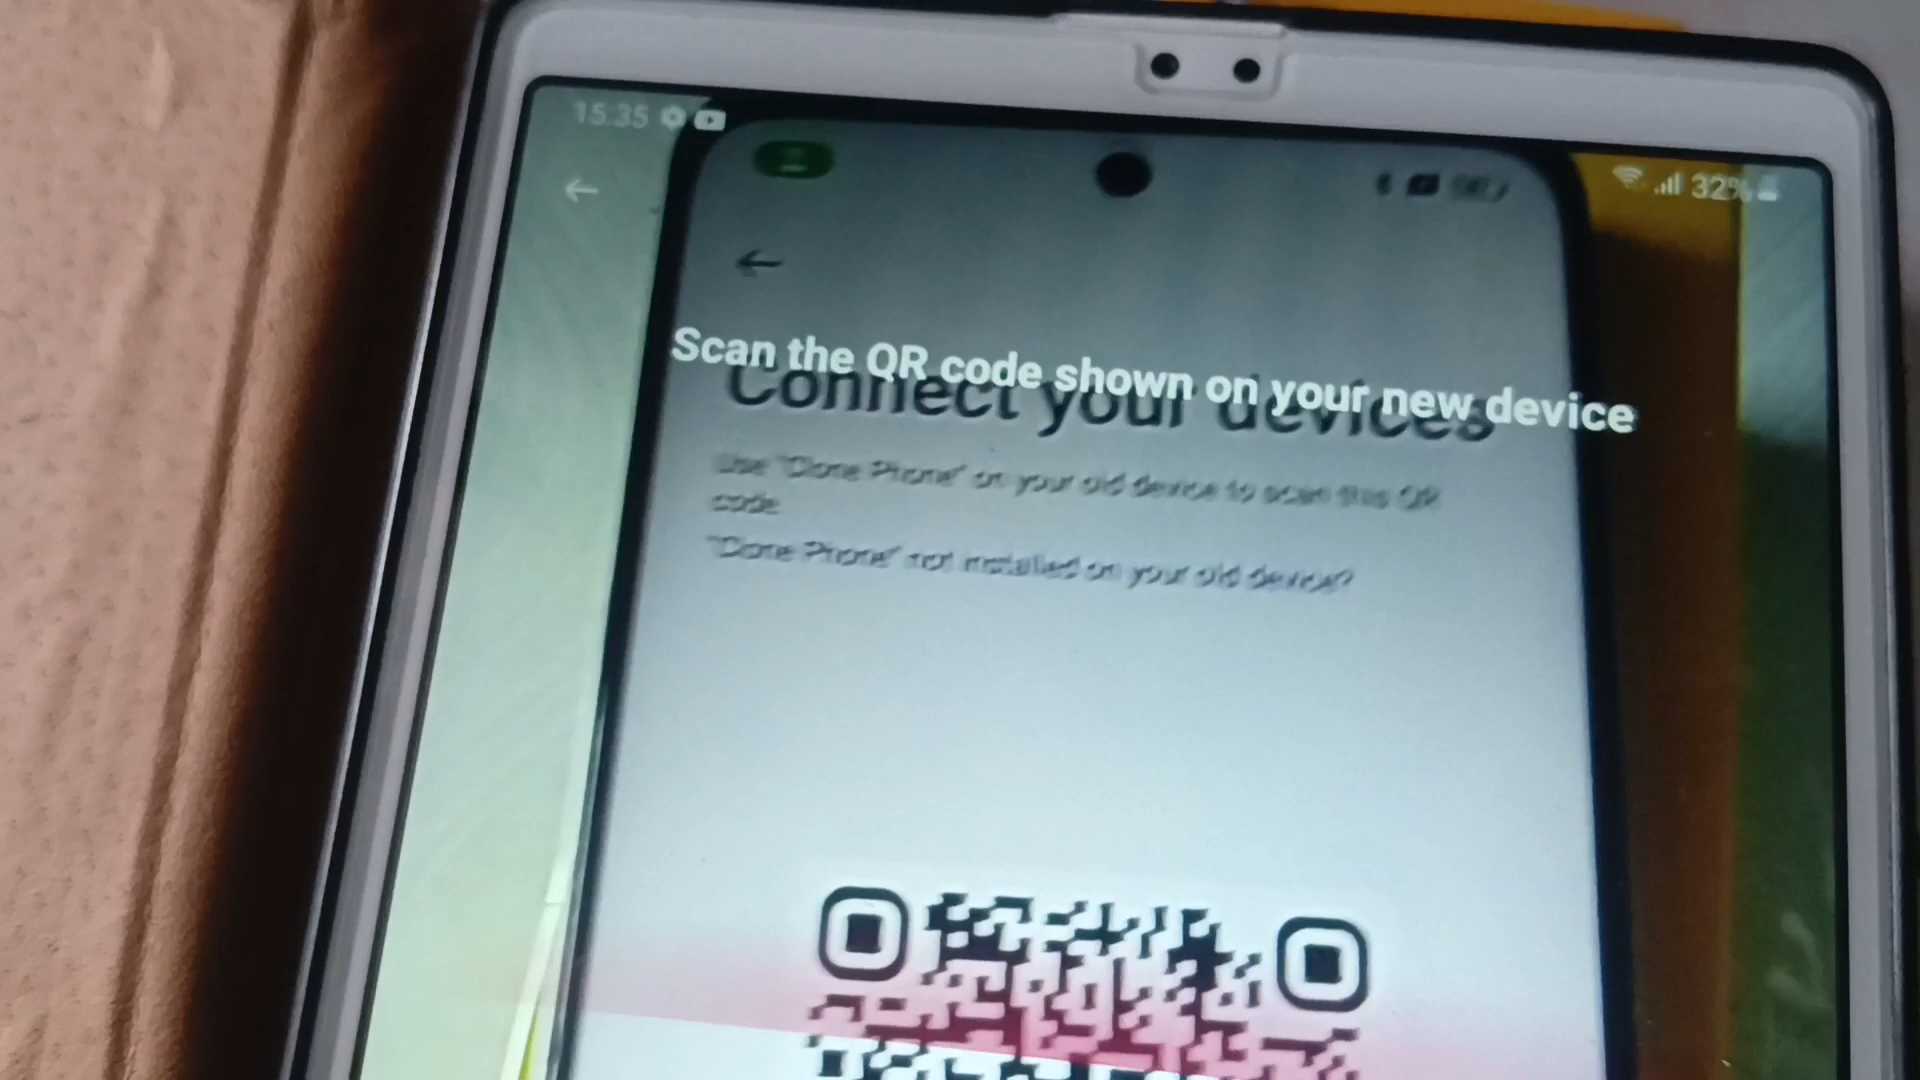 15:35
32%
Scan the QR code shown on your new device
Connect your devices
Use "Clone Phone" on your old device to scan this QR
code.
"Clone Phone" not installed on your old device?